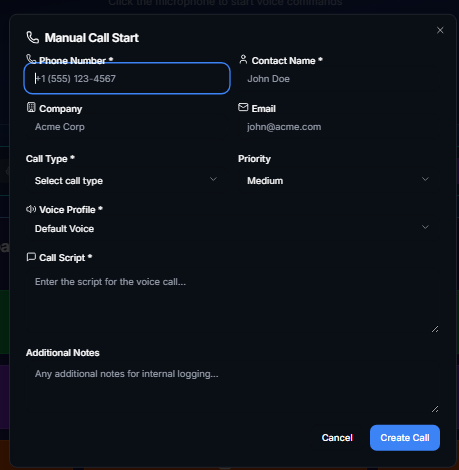 Click the microphone to start voice commands
Manual Call Start
Phone Number *
Contact Name *
+1 (555) 123-4567
John Doe
Company
Email
Acme Corp
john@acme.com
Call Type *
Priority
Select call type
Medium
Voice Profile *
Default Voice
Call Script *
Enter the script for the voice call...
Additional Notes
Any additional notes for internal logging...
Cancel
Create Call